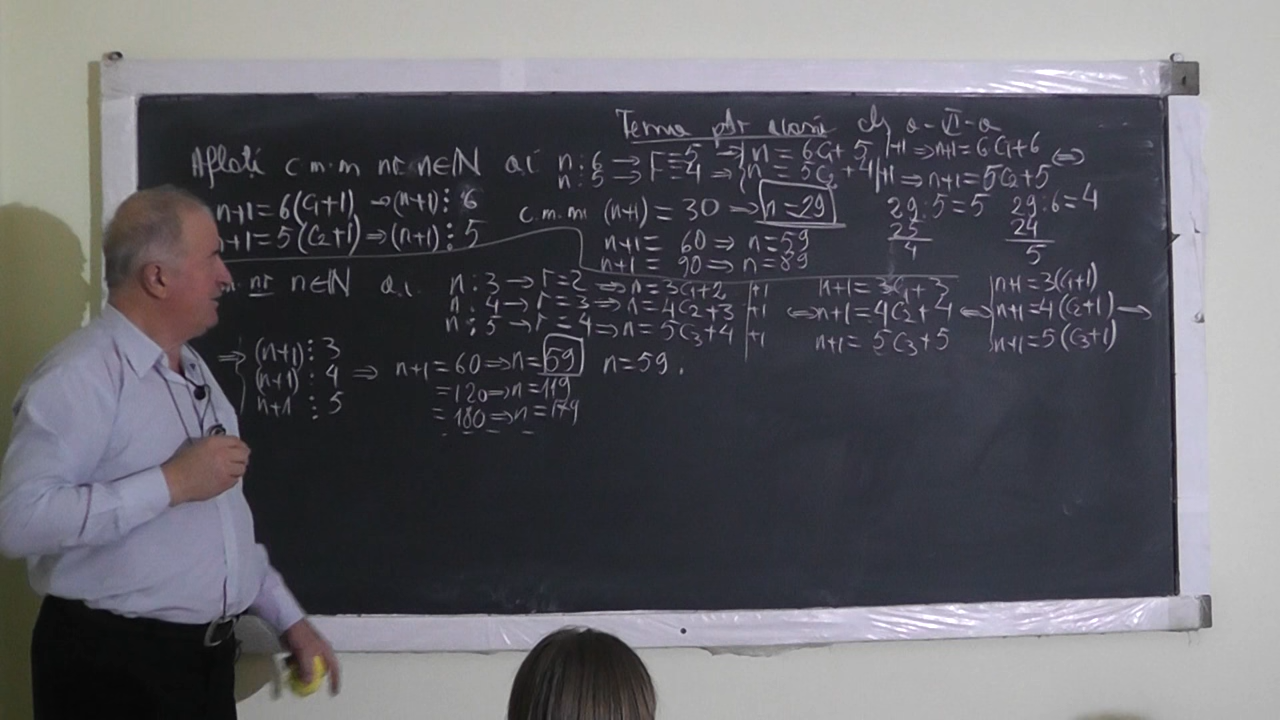 Tema ptr acasă cls a-VI-a
Aflați c.m.m nr n∈N a.î n:6 → r=5 → n = 6C1+5 |+1 ⇒ n+1=6C1+6 ⇔
n:5 → r=4 → n = 5C2+4 |+1 ⇒ n+1=5C2+5
n+1=6(C1+1) → (n+1)⋮6 c.m.m (n+1) = 30 → n=29 29:5=5 29:6=4
n+1=5(C2+1) ⇒ (n+1)⋮5 25 24
n+1= 60 ⇒ n=59 4 5
n+1= 90 ⇒ n=89
nr n∈N a.î. n:3 → r=2 ⇒ n=3C1+2 |+1 n+1=3C1+3 n+1=3(C1+1)
n:4 → r=3 ⇒ n=4C2+3 |+1 ⇔ n+1=4C2+4 ⇔ n+1=4(C2+1) →
n:5 → r=4 ⇒ n=5C3+4 |+1 n+1= 5C3+5 n+1=5(C3+1)
⇒ (n+1)⋮3
(n+1)⋮4 ⇒ n+1=60 ⇒ n=59 n=59.
n+1 ⋮5 =120 ⇒ n=119
=180 ⇒ n=179